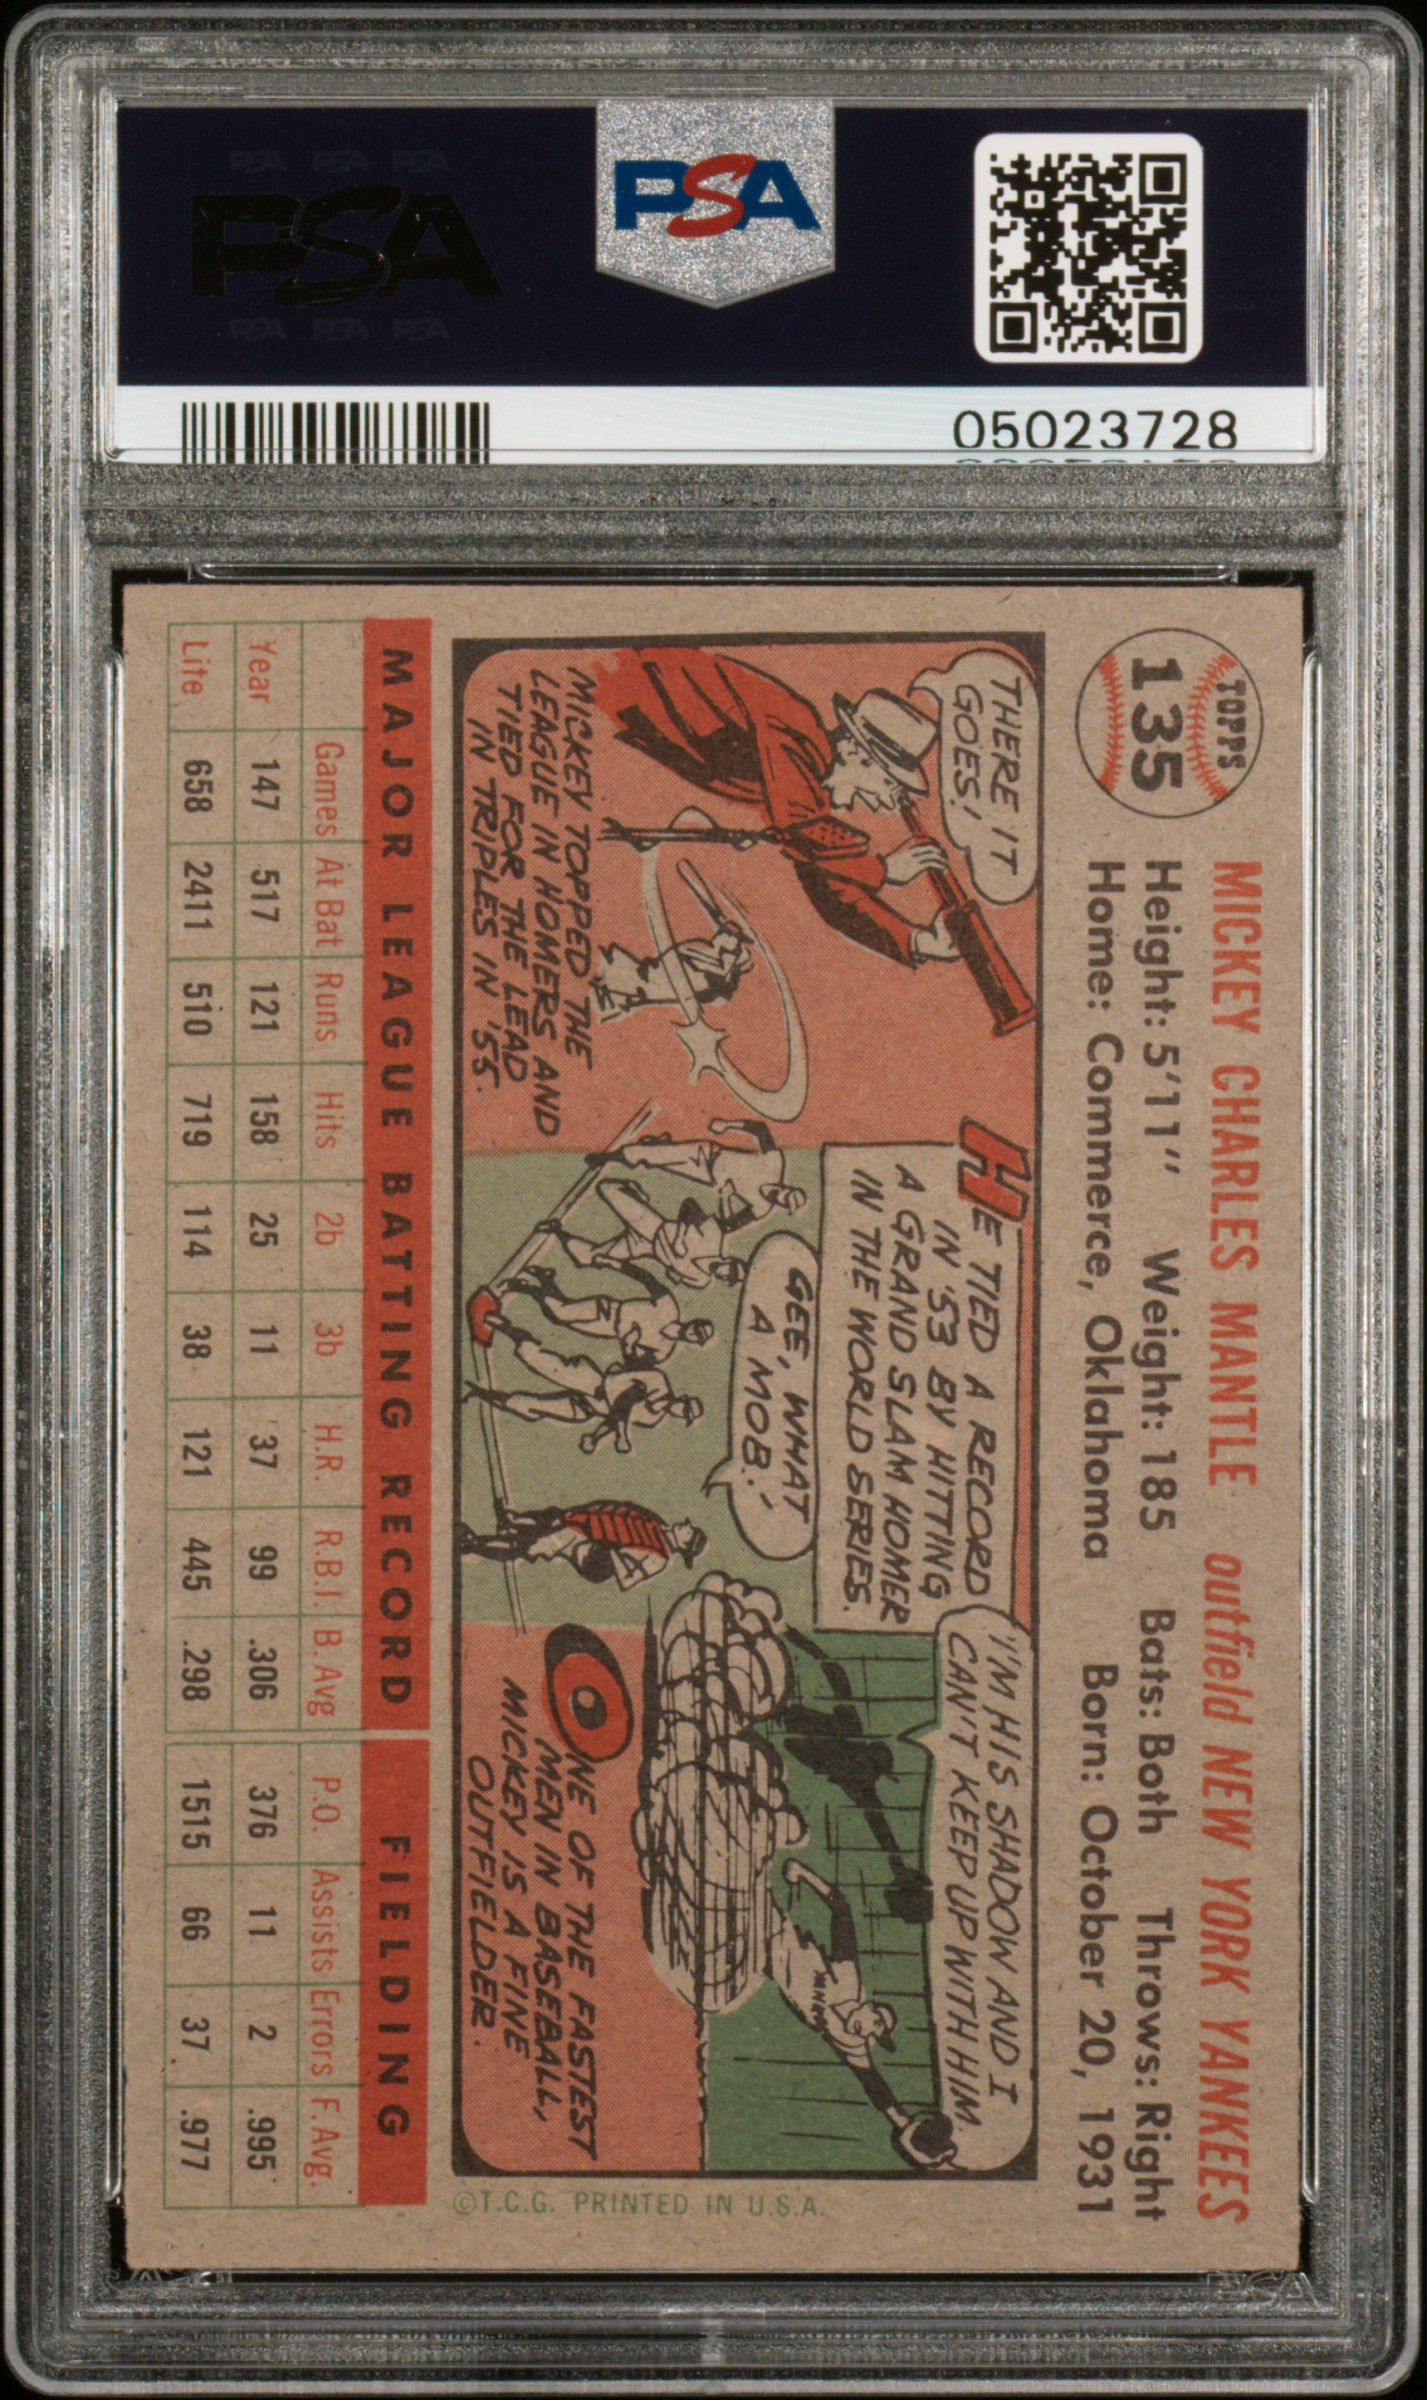 PSA PSA PSA
PSA
PSA PSA PSA
PSA
05023728
TOPPS
135
MICKEY CHARLES MANTLE outfield NEW YORK YANKEES
Height: 5'11" Weight: 185 Bats: Both Throws: Right
Home: Commerce, Oklahoma Born: October 20, 1931
THERE IT
GOES!
MICKEY TOPPED THE
LEAGUE IN HOMERS AND
TIED FOR THE LEAD
IN TRIPLES IN '55.
HE TIED A RECORD
IN '53 BY HITTING
A GRAND SLAM HOMER
IN THE WORLD SERIES.
GEE, WHAT
A MOB!
I'M HIS SHADOW AND I
CAN'T KEEP UP WITH HIM.
ONE OF THE FASTEST
MEN IN BASEBALL,
MICKEY IS A FINE
OUTFIELDER.
©T.C.G. PRINTED IN U.S.A.
MAJOR LEAGUE BATTING RECORD FIELDING
Games At Bat Runs Hits 2b 3b H.R. R.B.I. B. Avg P.O. Assists Errors F. Avg.
Year 147 517 121 158 25 11 37 99 .306 376 11 2 .995
Life 658 2411 510 719 114 38 121 445 .298 1515 66 37 .977